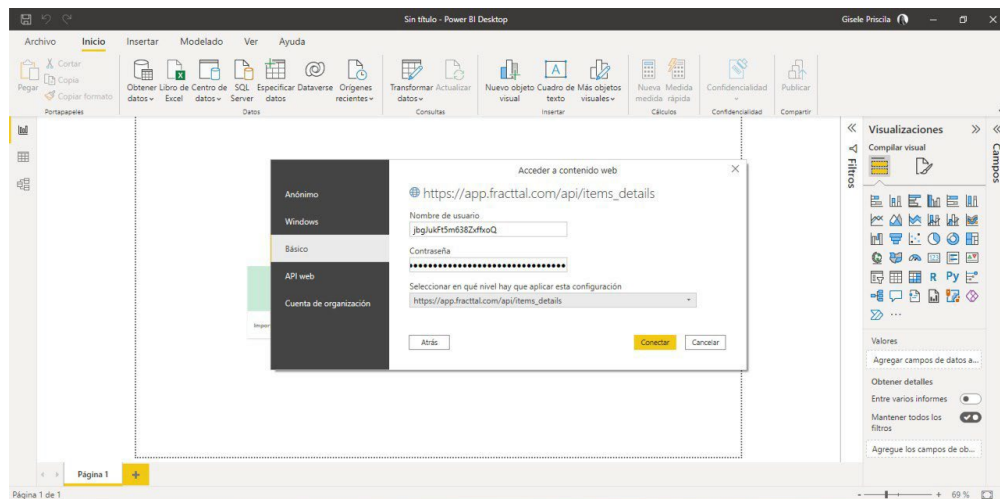 Sin título - Power BI Desktop
Gisele Priscila
Archivo Inicio Insertar Modelado Ver Ayuda
Pegar
Cortar
Copia
Copiar formato
Portapapeles
Obtener datos
Libro de Excel
Centro de datos
SQL Server
Especificar datos
Dataverse
Orígenes recientes
Datos
Transformar datos
Actualizar
Consultas
Nuevo objeto visual
Cuadro de texto
Más objetos visuales
Insertar
Nueva medida
Medida rápida
Cálculos
Confidencialidad
Confidencialidad
Publicar
Compartir
Acceder a contenido web
Anónimo
Windows
Básico
API web
Cuenta de organización
https://app.fracttal.com/api/items_details
Nombre de usuario
jbgJukFt5m638ZxffxoQ
Contraseña
Seleccionar en qué nivel hay que aplicar esta configuración
https://app.fracttal.com/api/items_details
Atrás
Conectar
Cancelar
Impor
Filtros
Visualizaciones
Compilar visual
R Py
Valores
Agregar campos de datos a...
Obtener detalles
Entre varios informes
Mantener todos los
filtros
Agregue los campos de ob...
Campos
Página 1
Página 1 de 1
69 %